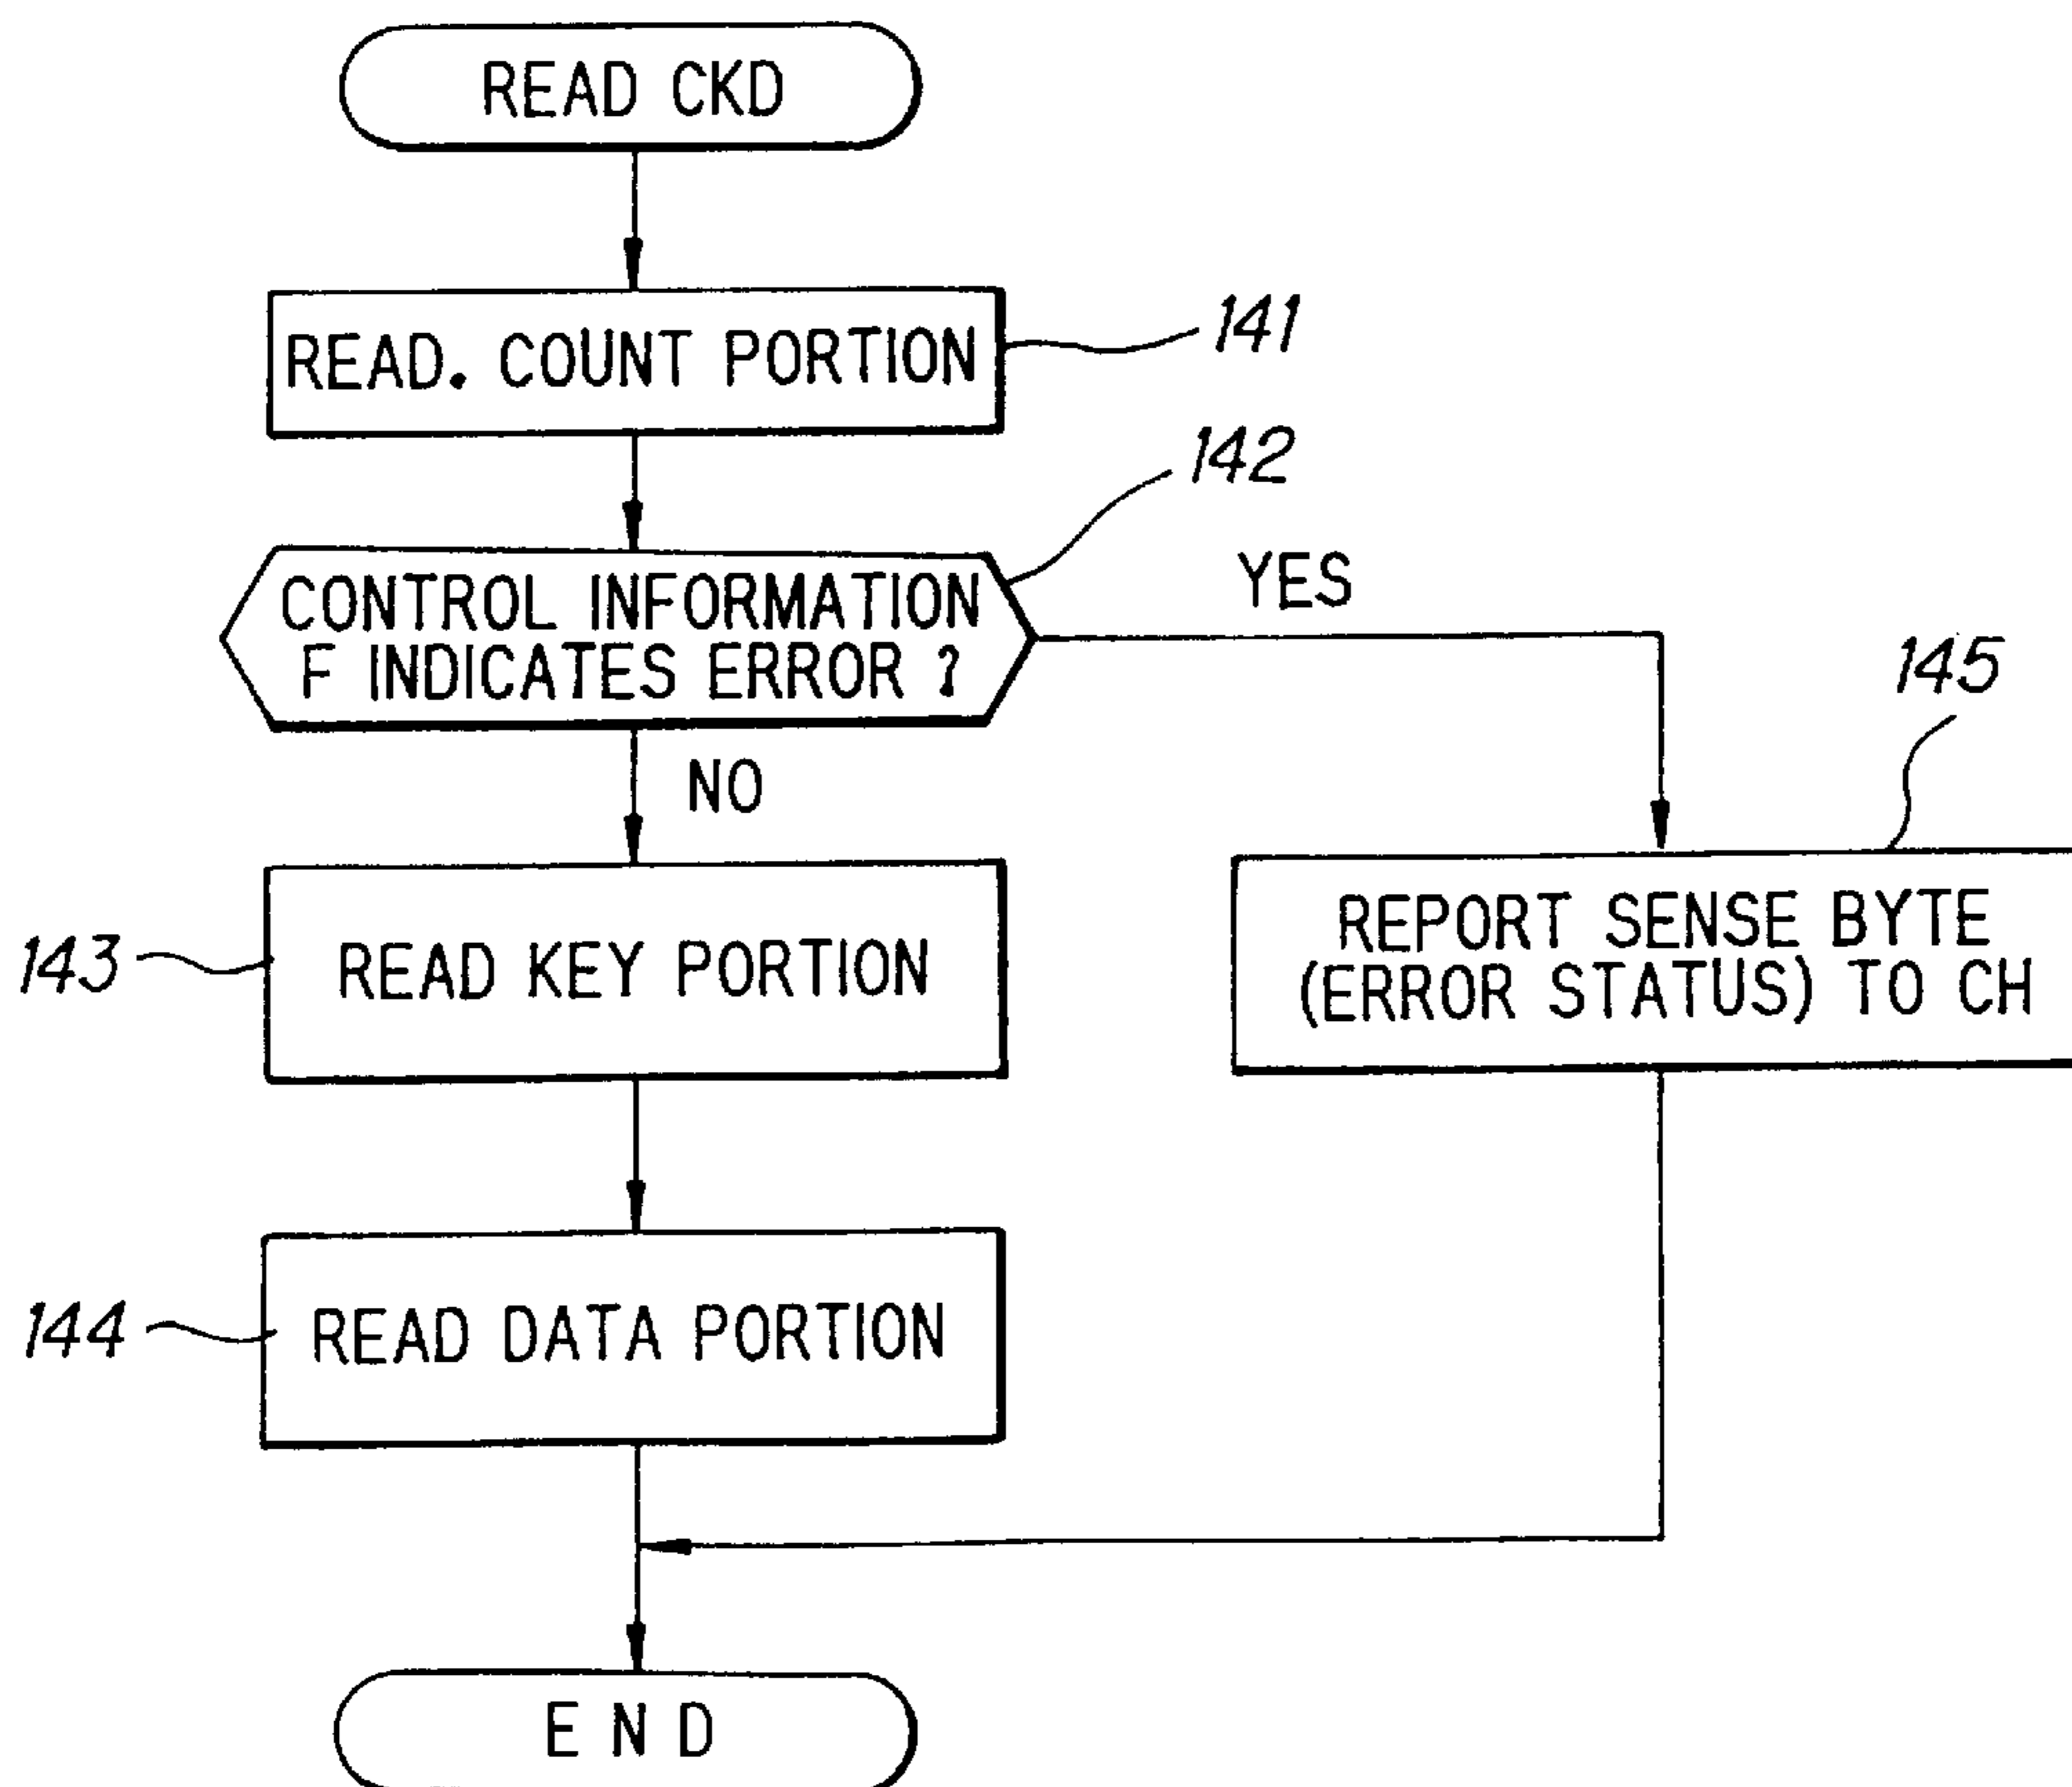 READ CKD
READ. COUNT PORTION
141
142
CONTROL INFORMATION
F INDICATES ERROR ?
YES
NO
145
143
READ KEY PORTION
REPORT SENSE BYTE
(ERROR STATUS) TO CH
144
READ DATA PORTION
END